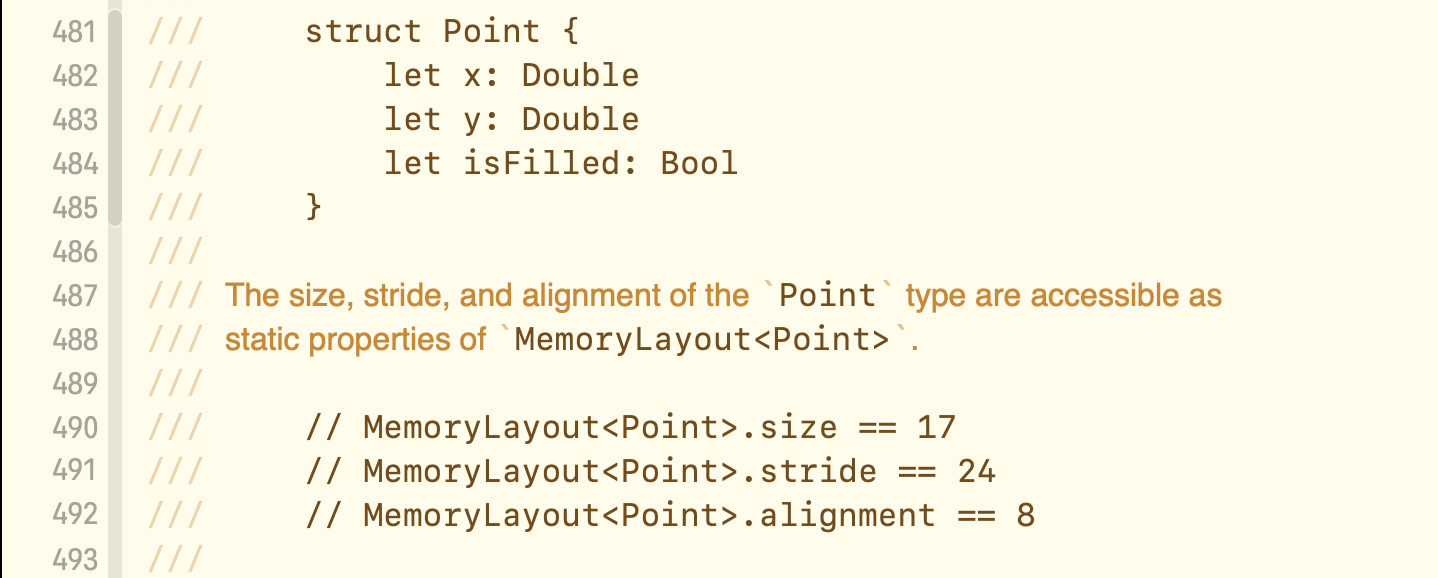 481 ///     struct Point {
482 ///         let x: Double
483 ///         let y: Double
484 ///         let isFilled: Bool
485 ///     }
486 ///
487 /// The size, stride, and alignment of the `Point` type are accessible as
488 /// static properties of `MemoryLayout<Point>`.
489 ///
490 ///     // MemoryLayout<Point>.size == 17
491 ///     // MemoryLayout<Point>.stride == 24
492 ///     // MemoryLayout<Point>.alignment == 8
493 ///